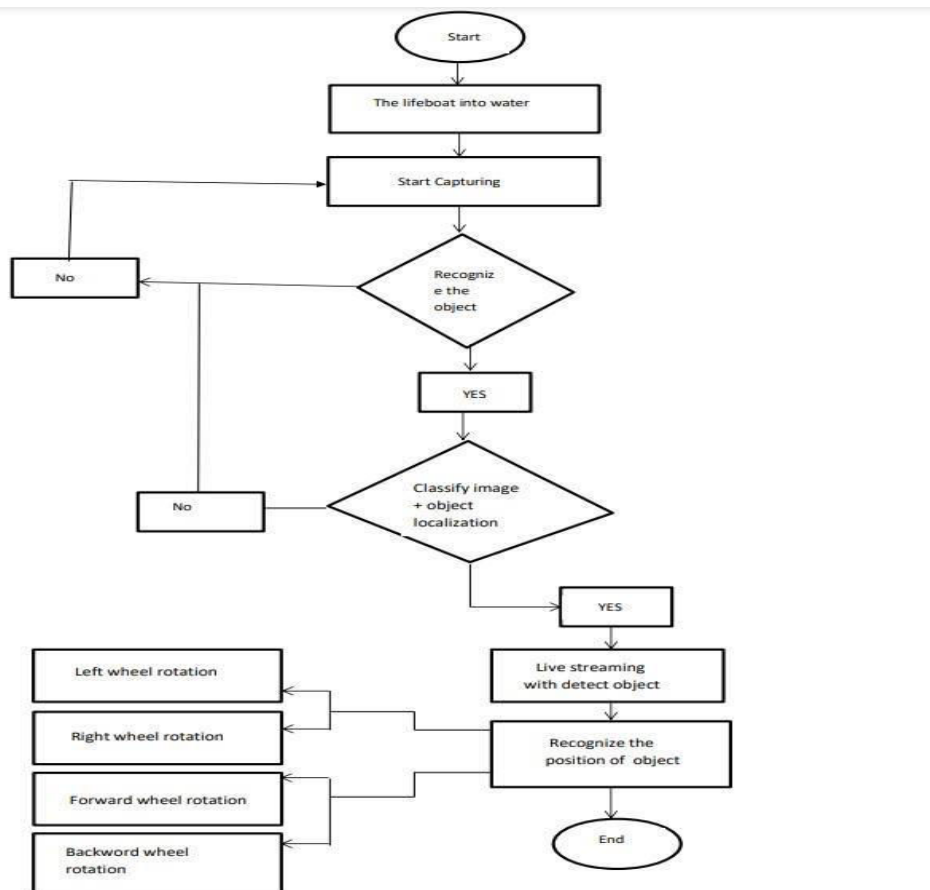 Start
The lifeboat into water
Start Capturing
No
Recogniz
e the
object
YES
Classify image
+ object
localization
No
YES
Live streaming
with detect object
Left wheel rotation
Right wheel rotation
Recognize the
position of object
Forward wheel rotation
Backword wheel
rotation
End